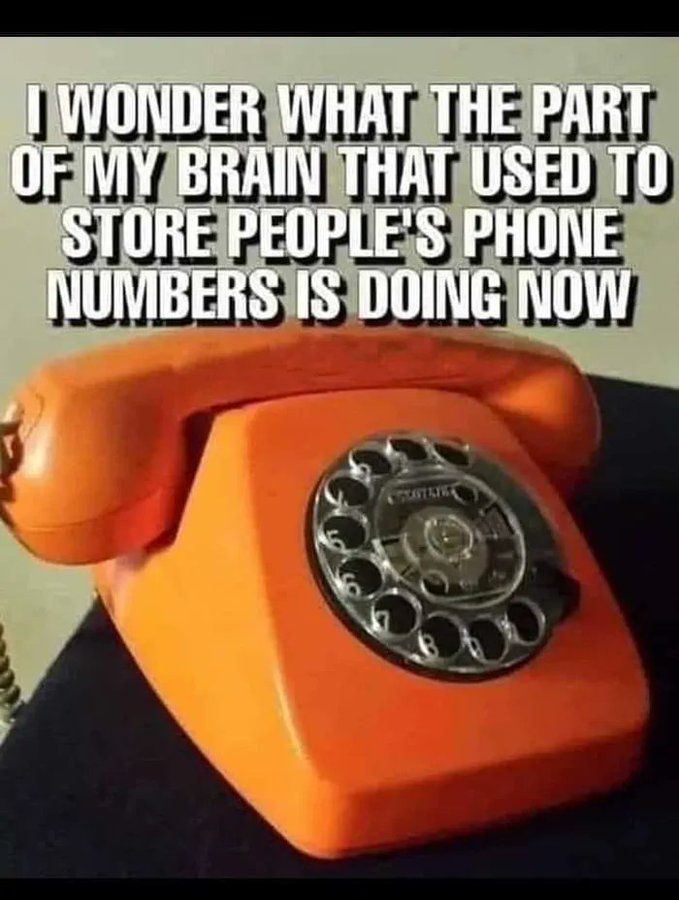 I WONDER WHAT THE PART
OF MY BRAIN THAT USED TO
STORE PEOPLE'S PHONE
NUMBERS IS DOING NOW